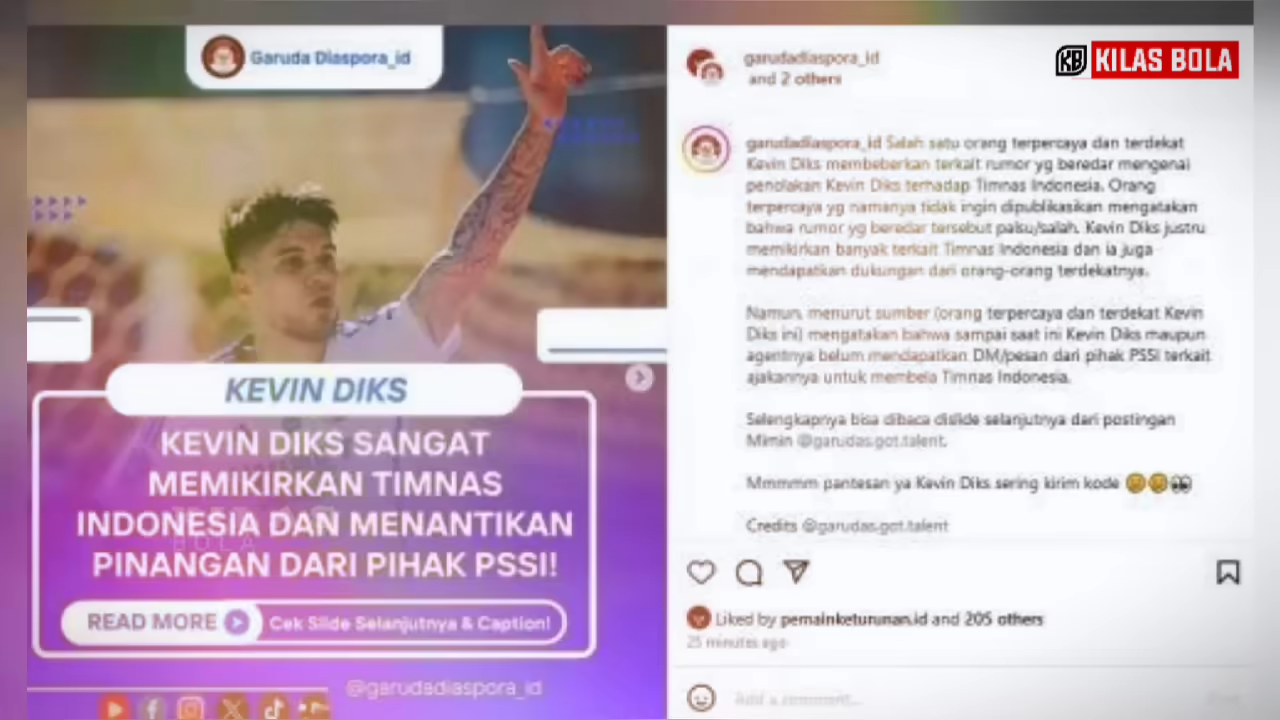 Garuda Diaspora_id
KEVIN DIKS
KEVIN DIKS SANGAT
MEMIKIRKAN TIMNAS
INDONESIA DAN MENANTIKAN
PINANGAN DARI PIHAK PSSI!
READ MORE
Cek Slide Selanjutnya & Caption!
@garudadiaspora_id
KB KILAS BOLA
garudadiaspora_id
and 2 others
garudadiaspora_id Salah satu orang terpercaya dan terdekat
Kevin Diks membeberkan terkait rumor yg beredar mengenai
penolakan Kevin Diks terhadap Timnas Indonesia. Orang
terpercaya yg namanya tidak ingin dipublikasikan mengatakan
bahwa rumor yg beredar tersebut palsu/salah. Kevin Diks justru
memikirkan banyak terkait Timnas Indonesia dan ia juga
mendapatkan dukungan dari orang-orang terdekatnya.
Namun, menurut sumber (orang terpercaya dan terdekat Kevin
Diks ini) mengatakan bahwa sampai saat ini Kevin Diks maupun
agentnya belum mendapatkan DM/pesan dari pihak PSSI terkait
ajakannya untuk membela Timnas Indonesia.
Selengkapnya bisa dibaca dislide selanjutnya dari postingan
Mimin @garudas.got.talent.
Mmmmm pantesan ya Kevin Diks sering kirim kode
Credits @garudas.got.talent
Liked by pemainketurunan.id and 205 others
25 minutes ago
Add a comment...